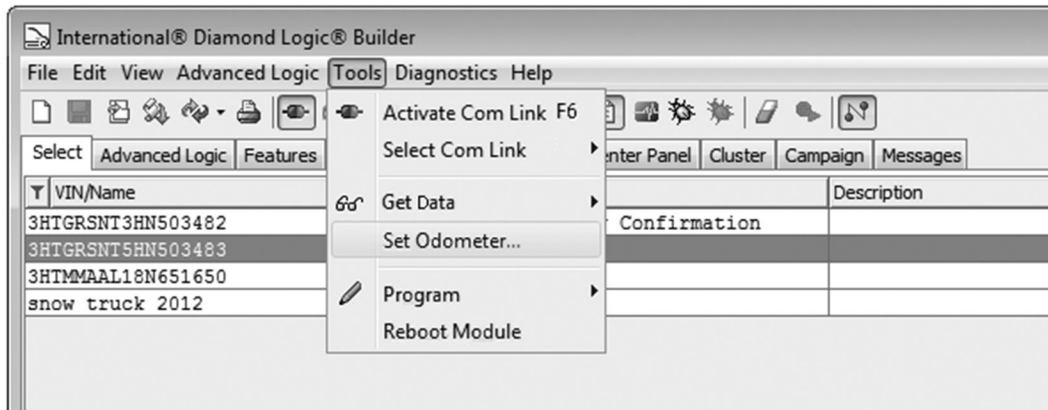 International® Diamond Logic® Builder
File Edit View Advanced Logic Tools Diagnostics Help
Activate Com Link F6
Select Com Link
Get Data
Set Odometer...
Program
Reboot Module
Select Advanced Logic Features Panel Cluster Campaign Messages
VIN/Name Description
3HTGRSNT3HN503482 Confirmation
3HTGRSNT5HN503483
3HTMMAAL18N651650
snow truck 2012